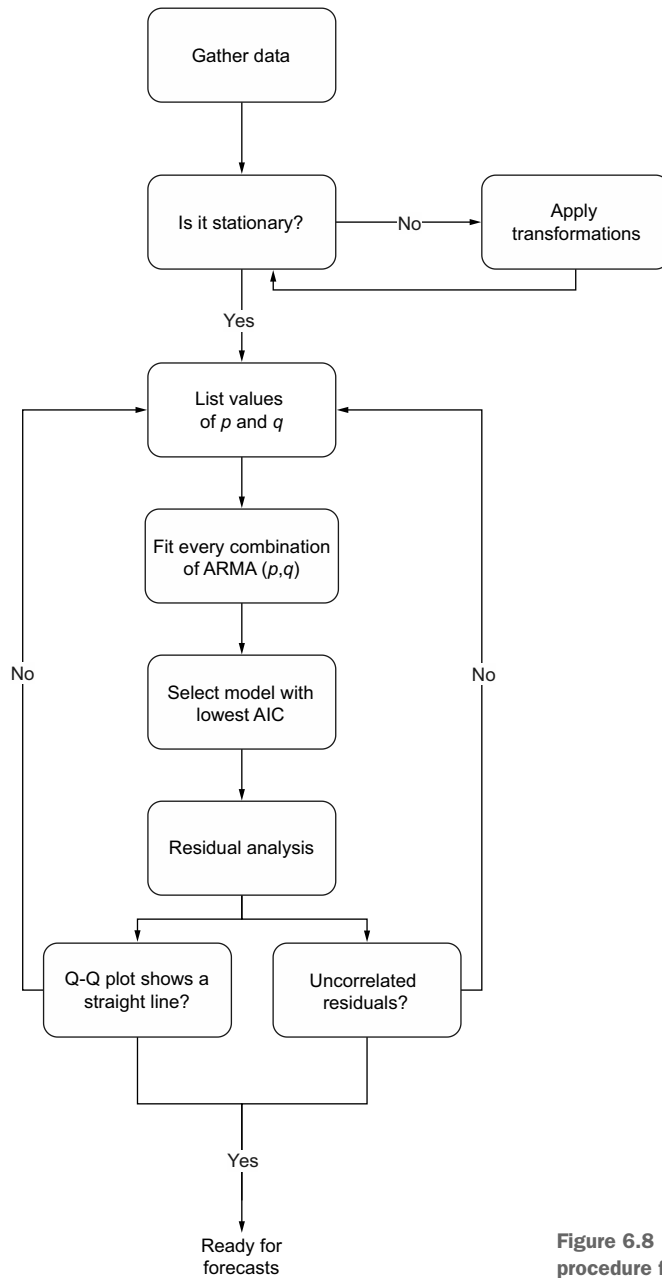 Gather data
Is it stationary?
No
Apply
transformations
Yes
List values
of p and q
Fit every combination
of ARMA (p,q)
No
No
Select model with
lowest AIC
Residual analysis
Q-Q plot shows a
straight line?
Uncorrelated
residuals?
Yes
Ready for
forecasts
Figure 6.8
procedure